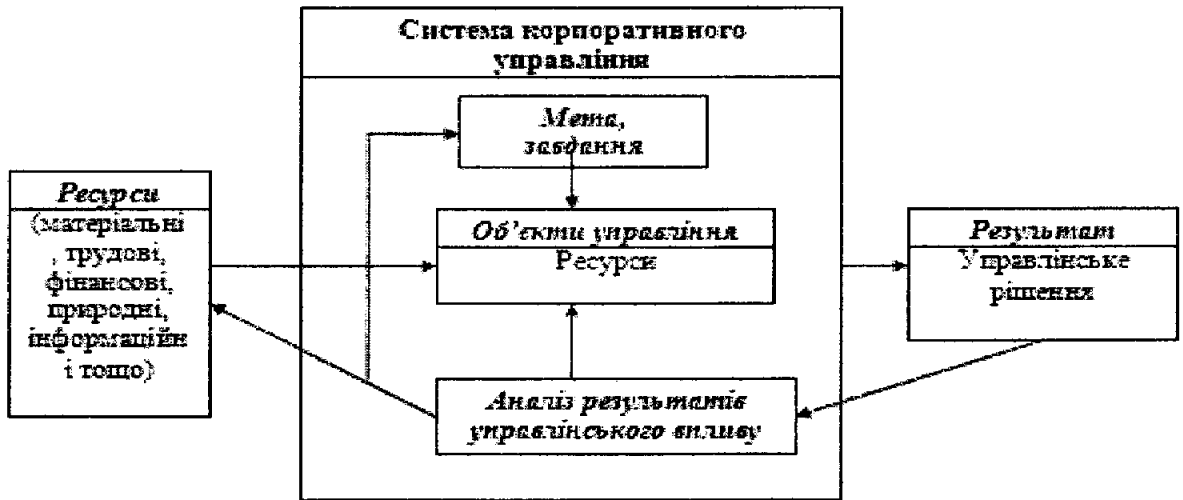 Система корпоративного
управління
Мета,
завдання
Ресурси
(матеріальні
, трудові,
фінансові,
природні,
інформаційн
і тощо)
Об’єкти управління
Ресурси
Результат
Управлінське
рішення
Аналіз результатів
управлінського впливу